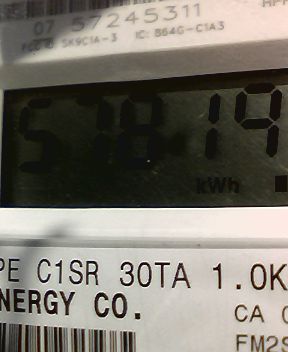 07 57245311
FCC ID SK9C1A-3 IC: 864G-C1A3
57819
kWh
PE C1SR 30TA 1.0K
NERGY CO.
CA
FM2S